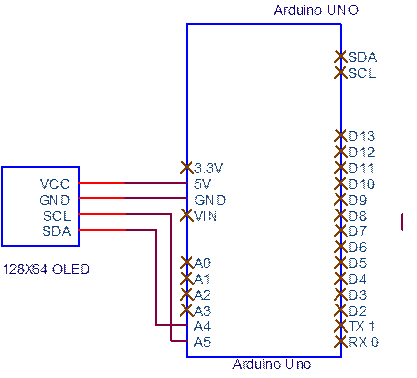 Arduino UNO
SDA
SCL
D13
D12
3.3V
D11
VCC
5V
D10
GND
GND
D9
SCL
VIN
D8
SDA
D7
D6
128X64 OLED
A0
D5
A1
D4
A2
D3
A3
D2
A4
TX 1
A5
RX 0
Arduino Uno